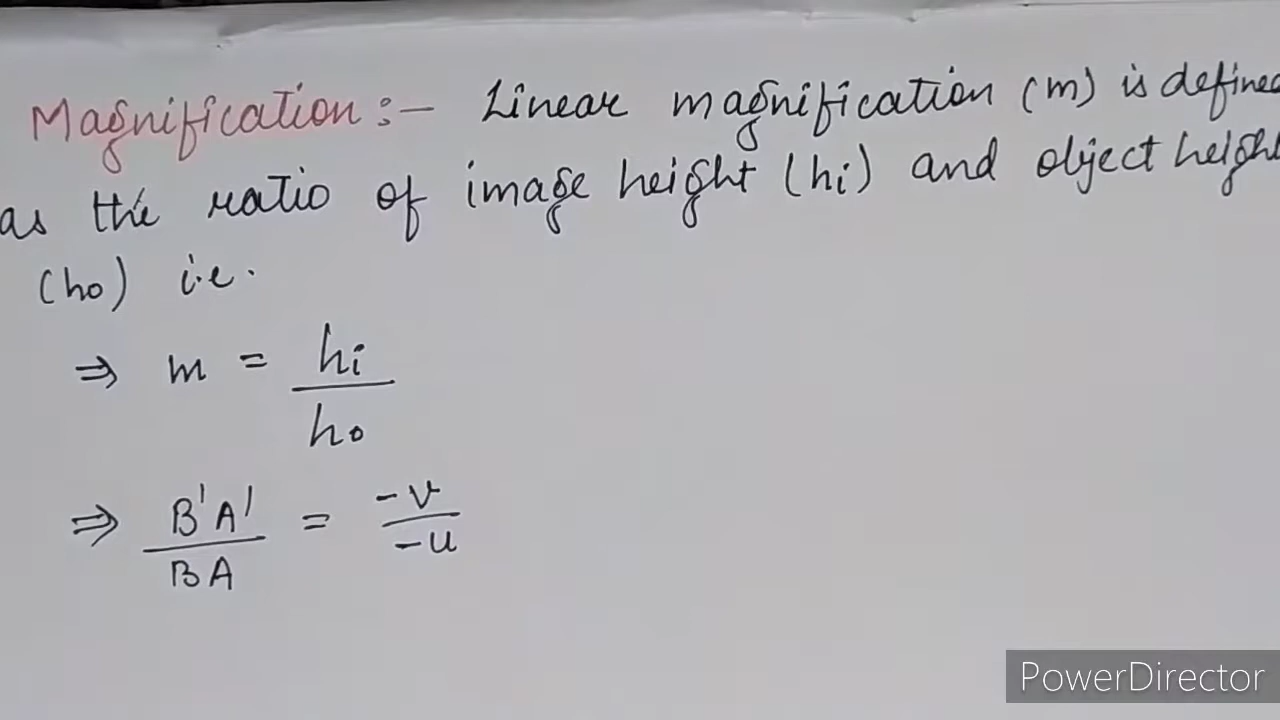 Magnification :- Linear magnification (m) is defined
as the ratio of image height (hi) and object height
(ho) i.e.
⇒ m = hi / ho
⇒ B'A' / BA = -v / -u
PowerDirector